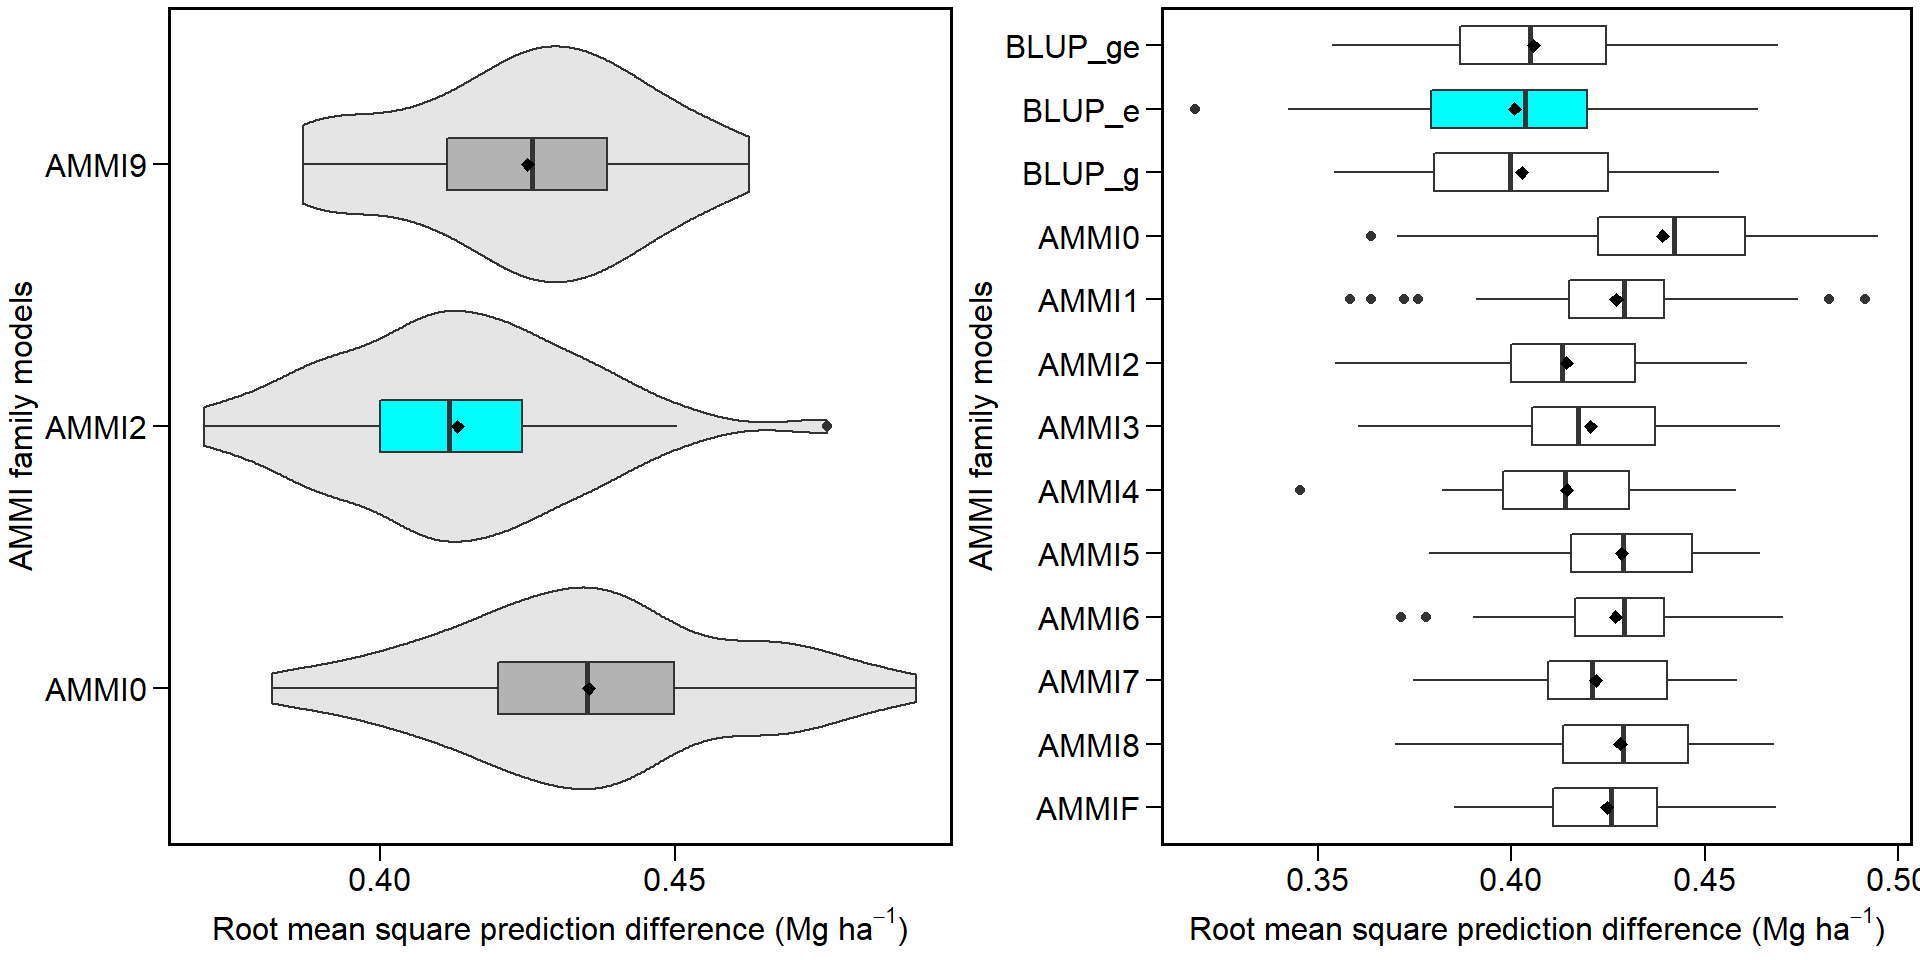 AMMI family models
AMMI9
AMMI2
AMMI0
0.40 0.45
Root mean square prediction difference (Mg ha⁻¹)
AMMI family models
BLUP_ge
BLUP_e
BLUP_g
AMMI0
AMMI1
AMMI2
AMMI3
AMMI4
AMMI5
AMMI6
AMMI7
AMMI8
AMMIF
0.35 0.40 0.45 0.50
Root mean square prediction difference (Mg ha⁻¹)